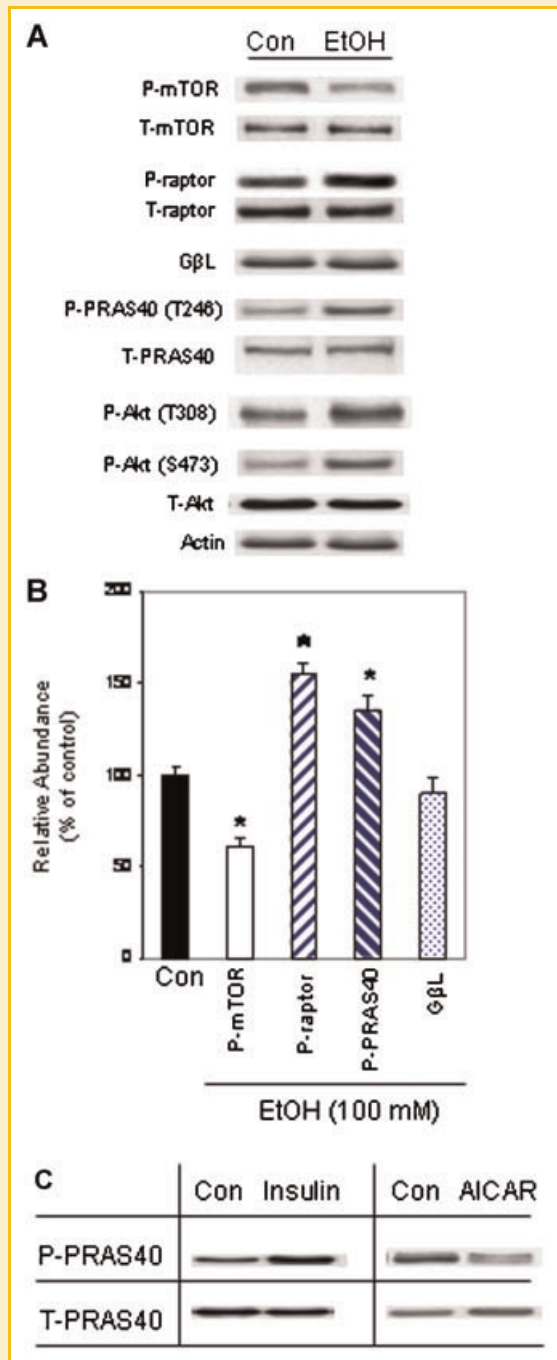 A
Con EtOH
P-mTOR
T-mTOR
P-raptor
T-raptor
GβL
P-PRAS40 (T246)
T-PRAS40
P-Akt (T308)
P-Akt (S473)
T-Akt
Actin
B
Relative Abundance
(% of control)
200
150
100
50
0
* * * 
Con
P-mTOR
P-raptor
P-PRAS40
GβL
EtOH (100 mM)
C
Con Insulin Con AICAR
P-PRAS40
T-PRAS40